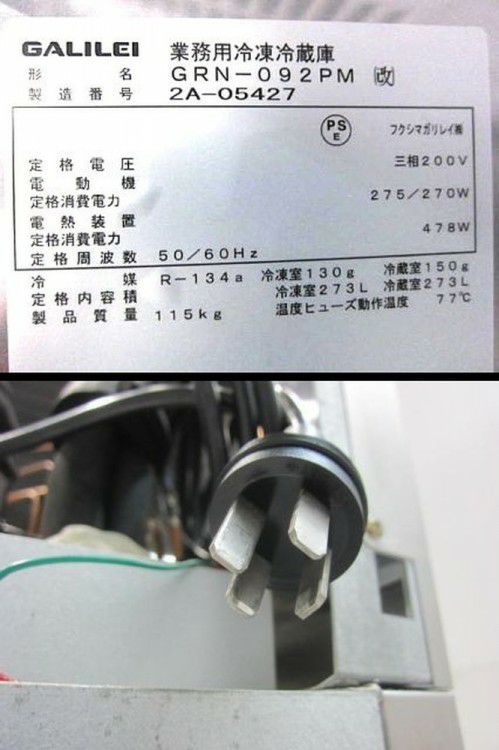 GALILEI 業務用冷凍冷蔵庫
形名 GRN-092PM 改
製造番号 2A-05427
PS E フクシマガリレイ㈱
定格電圧 三相200V
電動機
定格消費電力 275/270W
電熱装置
定格消費電力 478W
定格周波数 50/60Hz
冷媒 R-134a 冷凍室130g 冷蔵室150g
定格内容積 冷凍室273L 冷蔵室273L
製品質量 115kg 温度ヒューズ動作温度 77℃